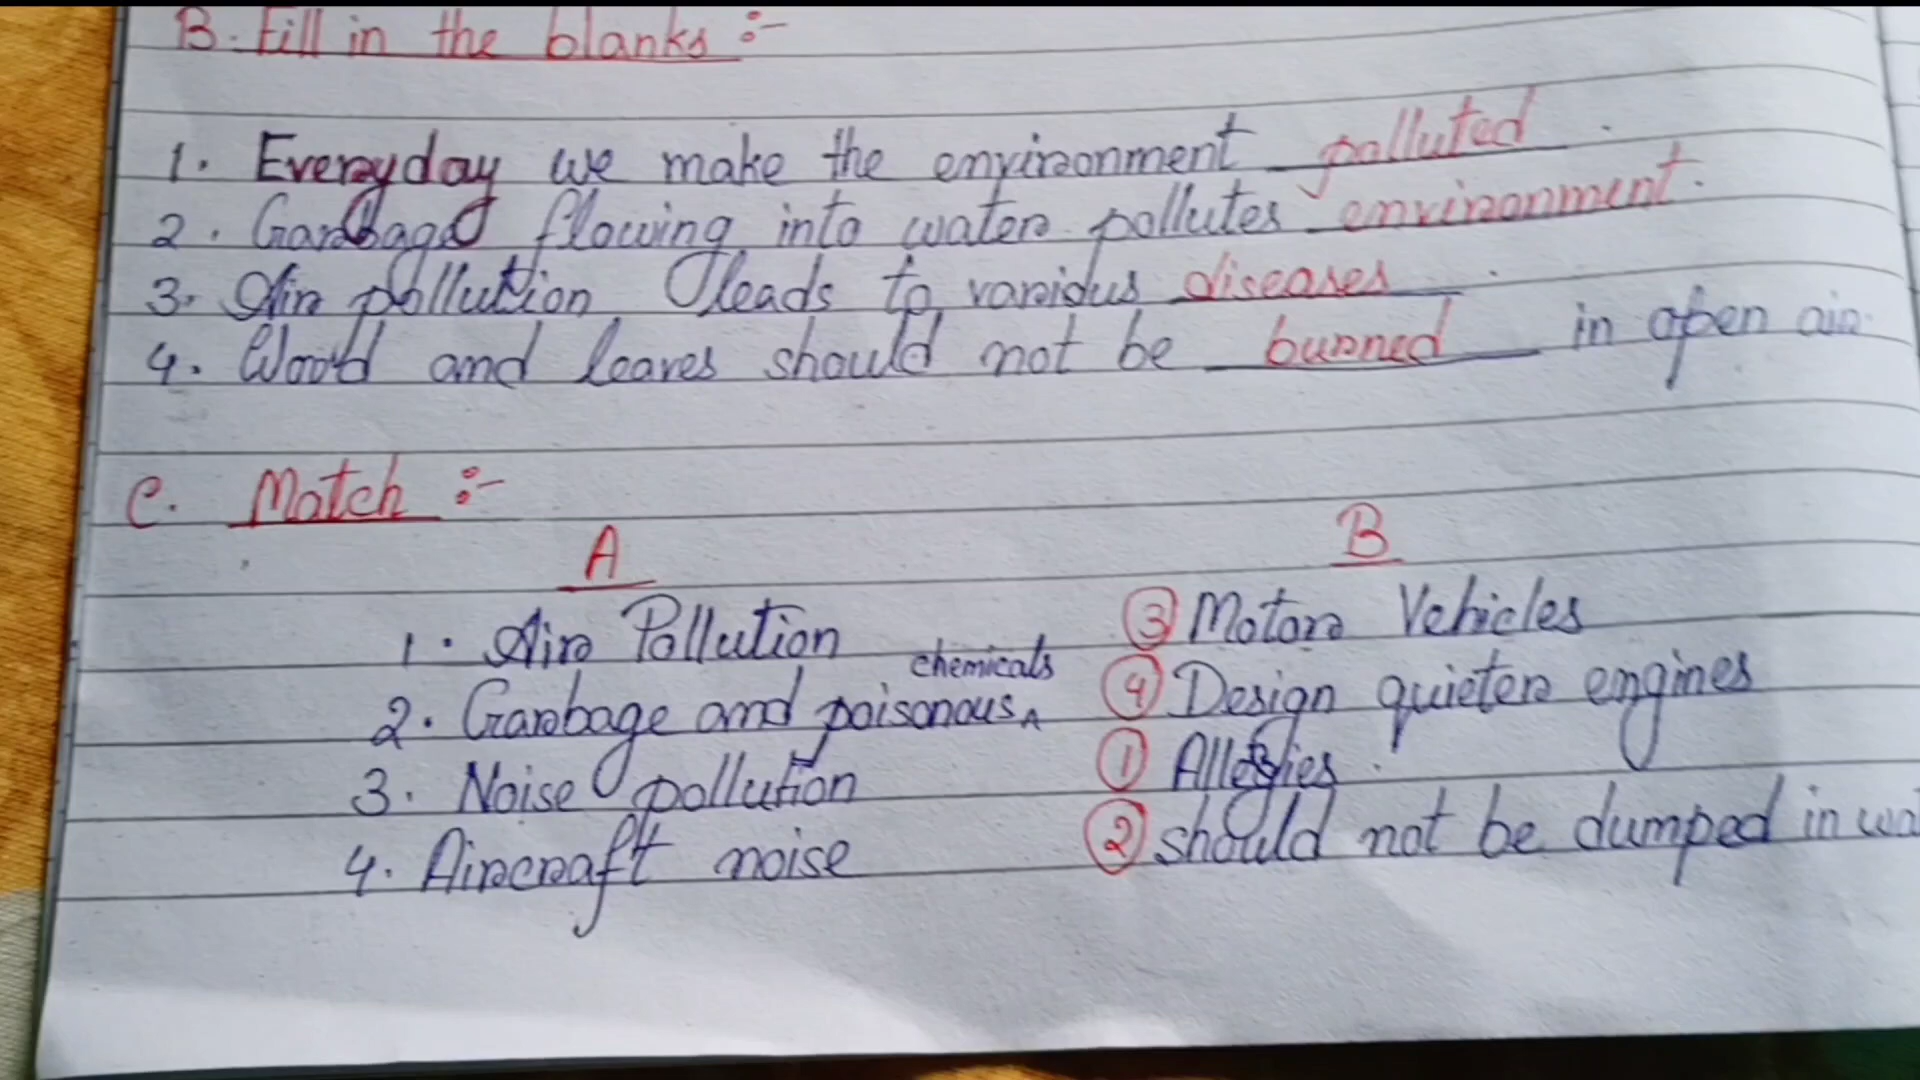 B. Fill in the blanks :-
1. Everyday we make the environment polluted.
2. Garbage flowing into water pollutes environment.
3. Air pollution leads to various diseases.
4. Wood and leaves should not be burned in open air
C. Match :-
A B
1. Air Pollution ③ Motor Vehicles
2. Garbage and poisonous chemicals ④ Design quieter engines
3. Noise pollution ① Allergies.
4. Aircraft noise ② should not be dumped in